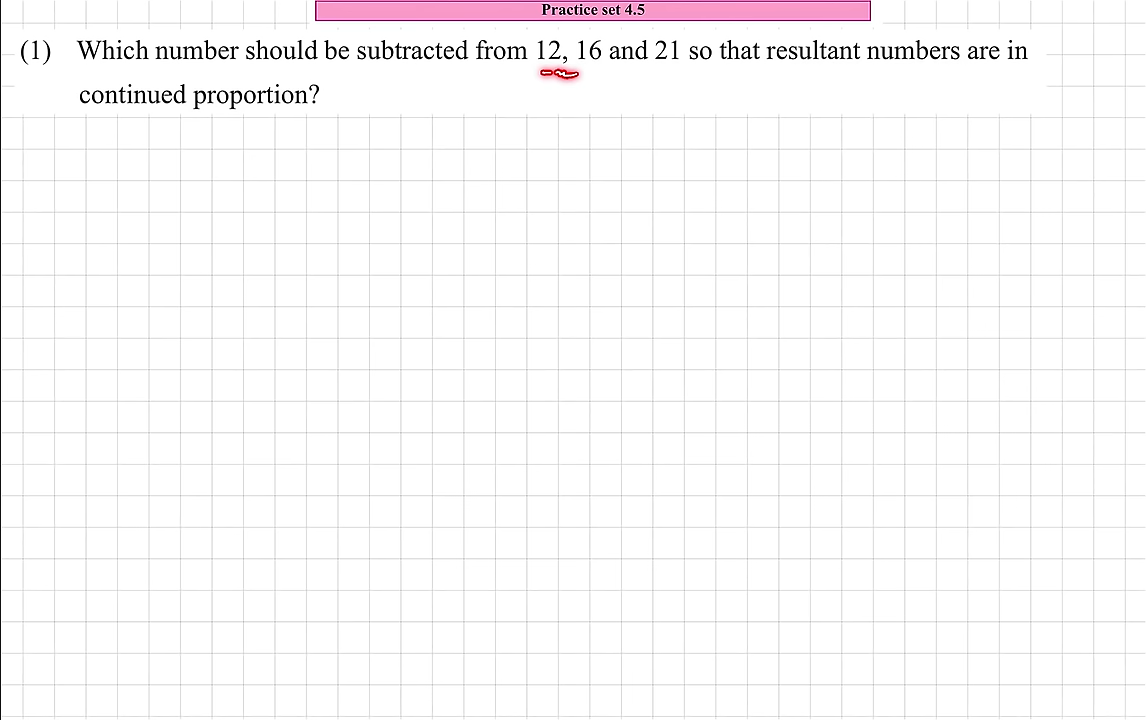 Practice set 4.5
(1) Which number should be subtracted from 12, 16 and 21 so that resultant numbers are in
continued proportion?